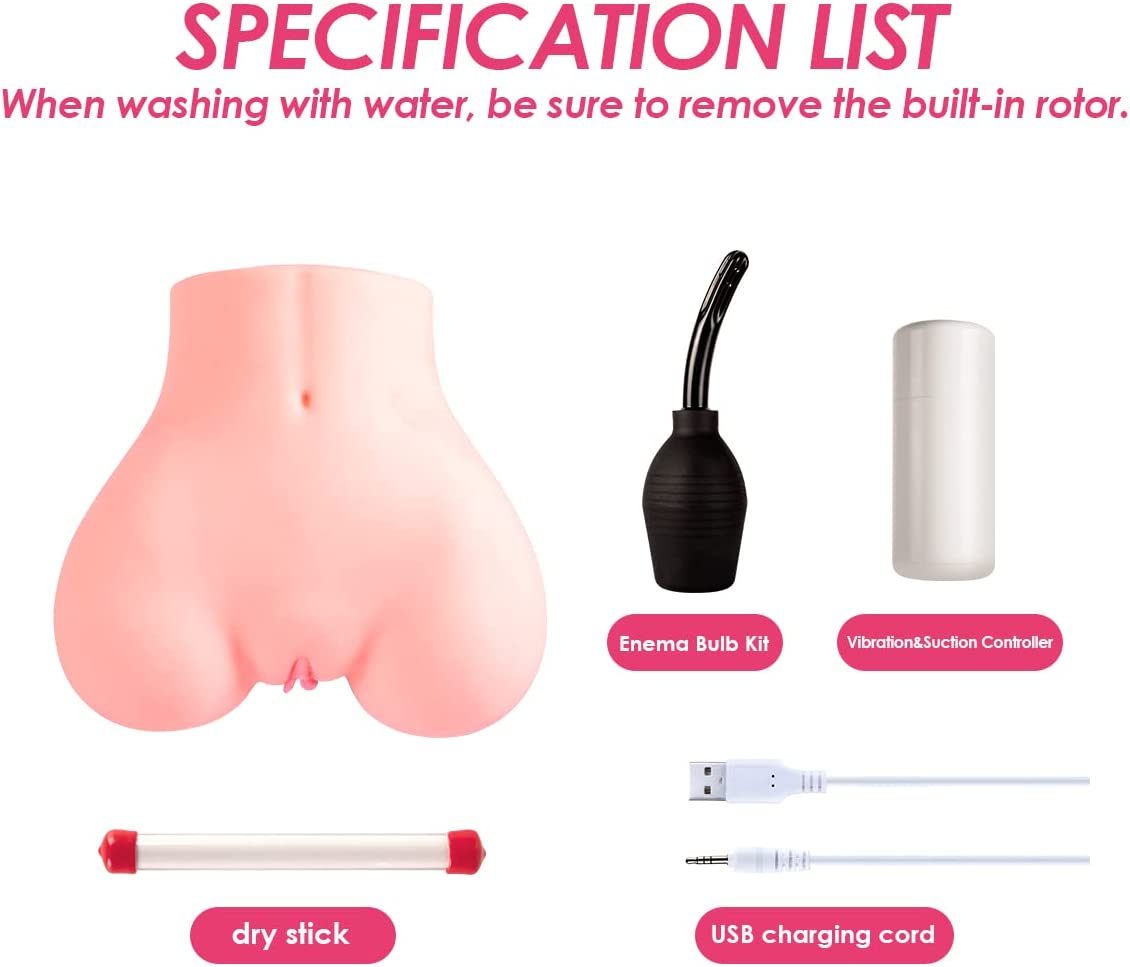 SPECIFICATION LIST
When washing with water, be sure to remove the built-in rotor.
Enema Bulb Kit
Vibration&Suction Controller
dry stick
USB charging cord